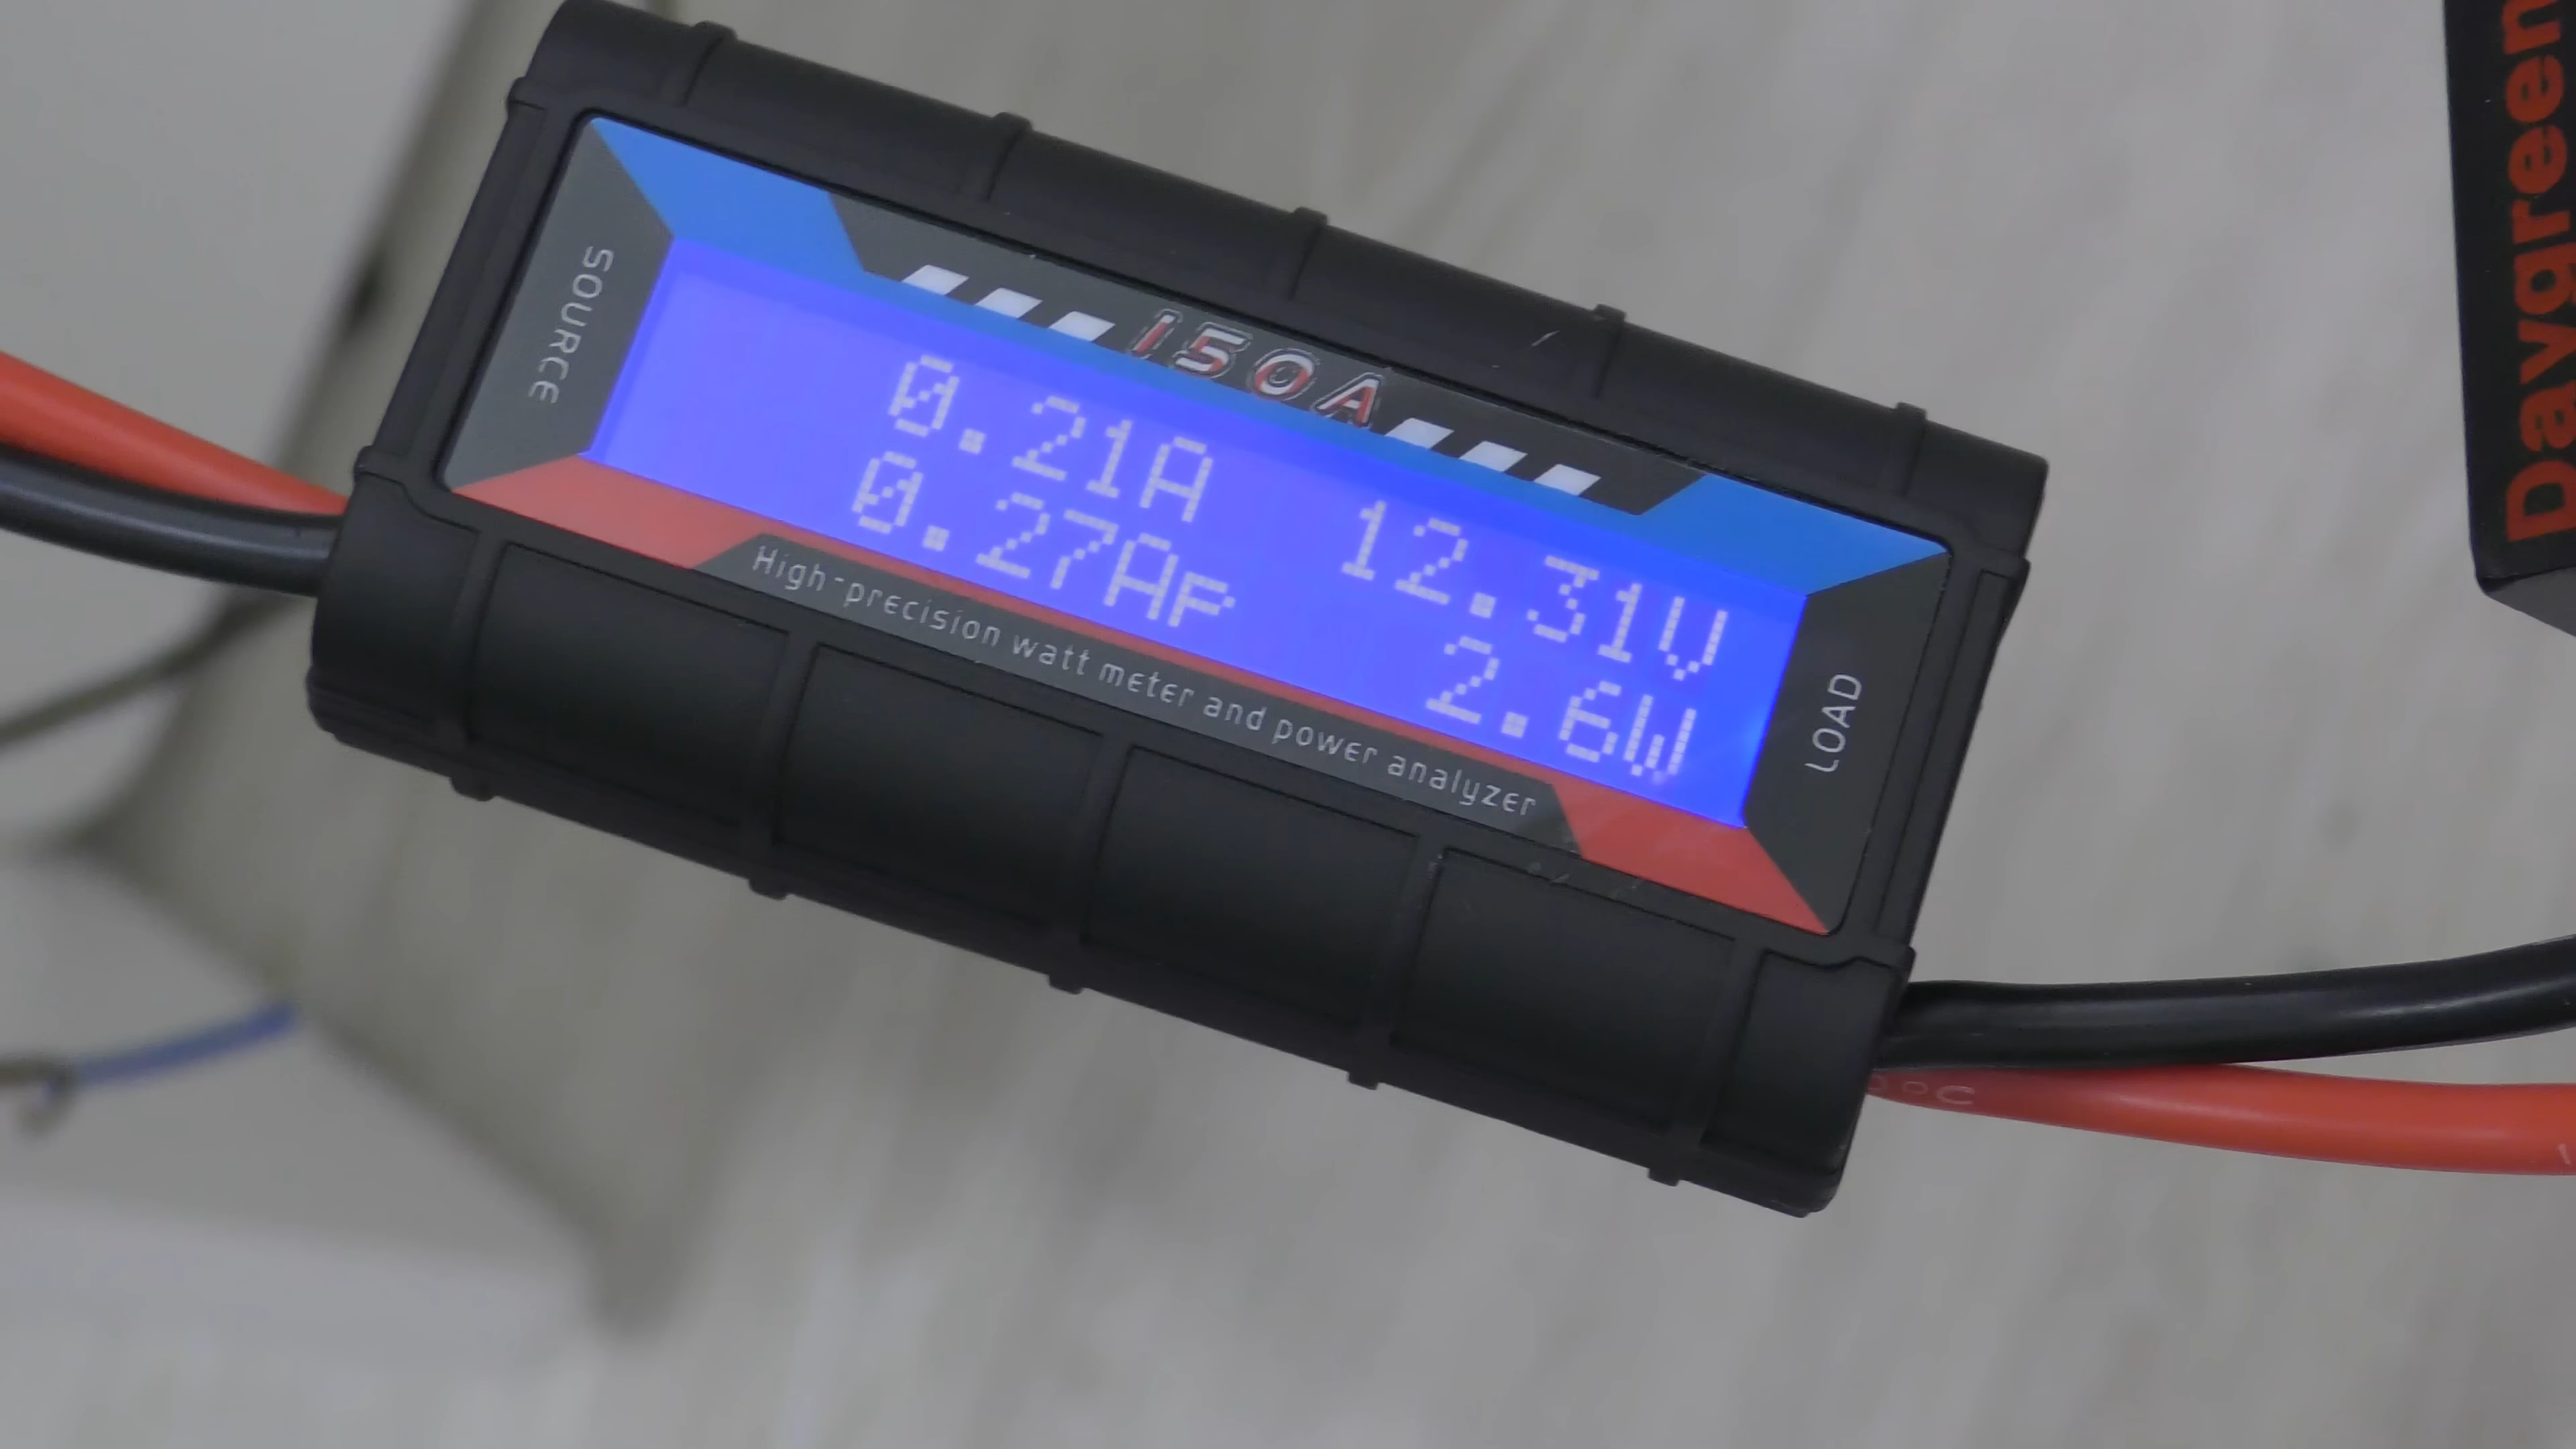 150A
SOURCE
0.21A 12.31V
0.27Ap 2.6W
LOAD
High-precision watt meter and power analyzer
Daygreen